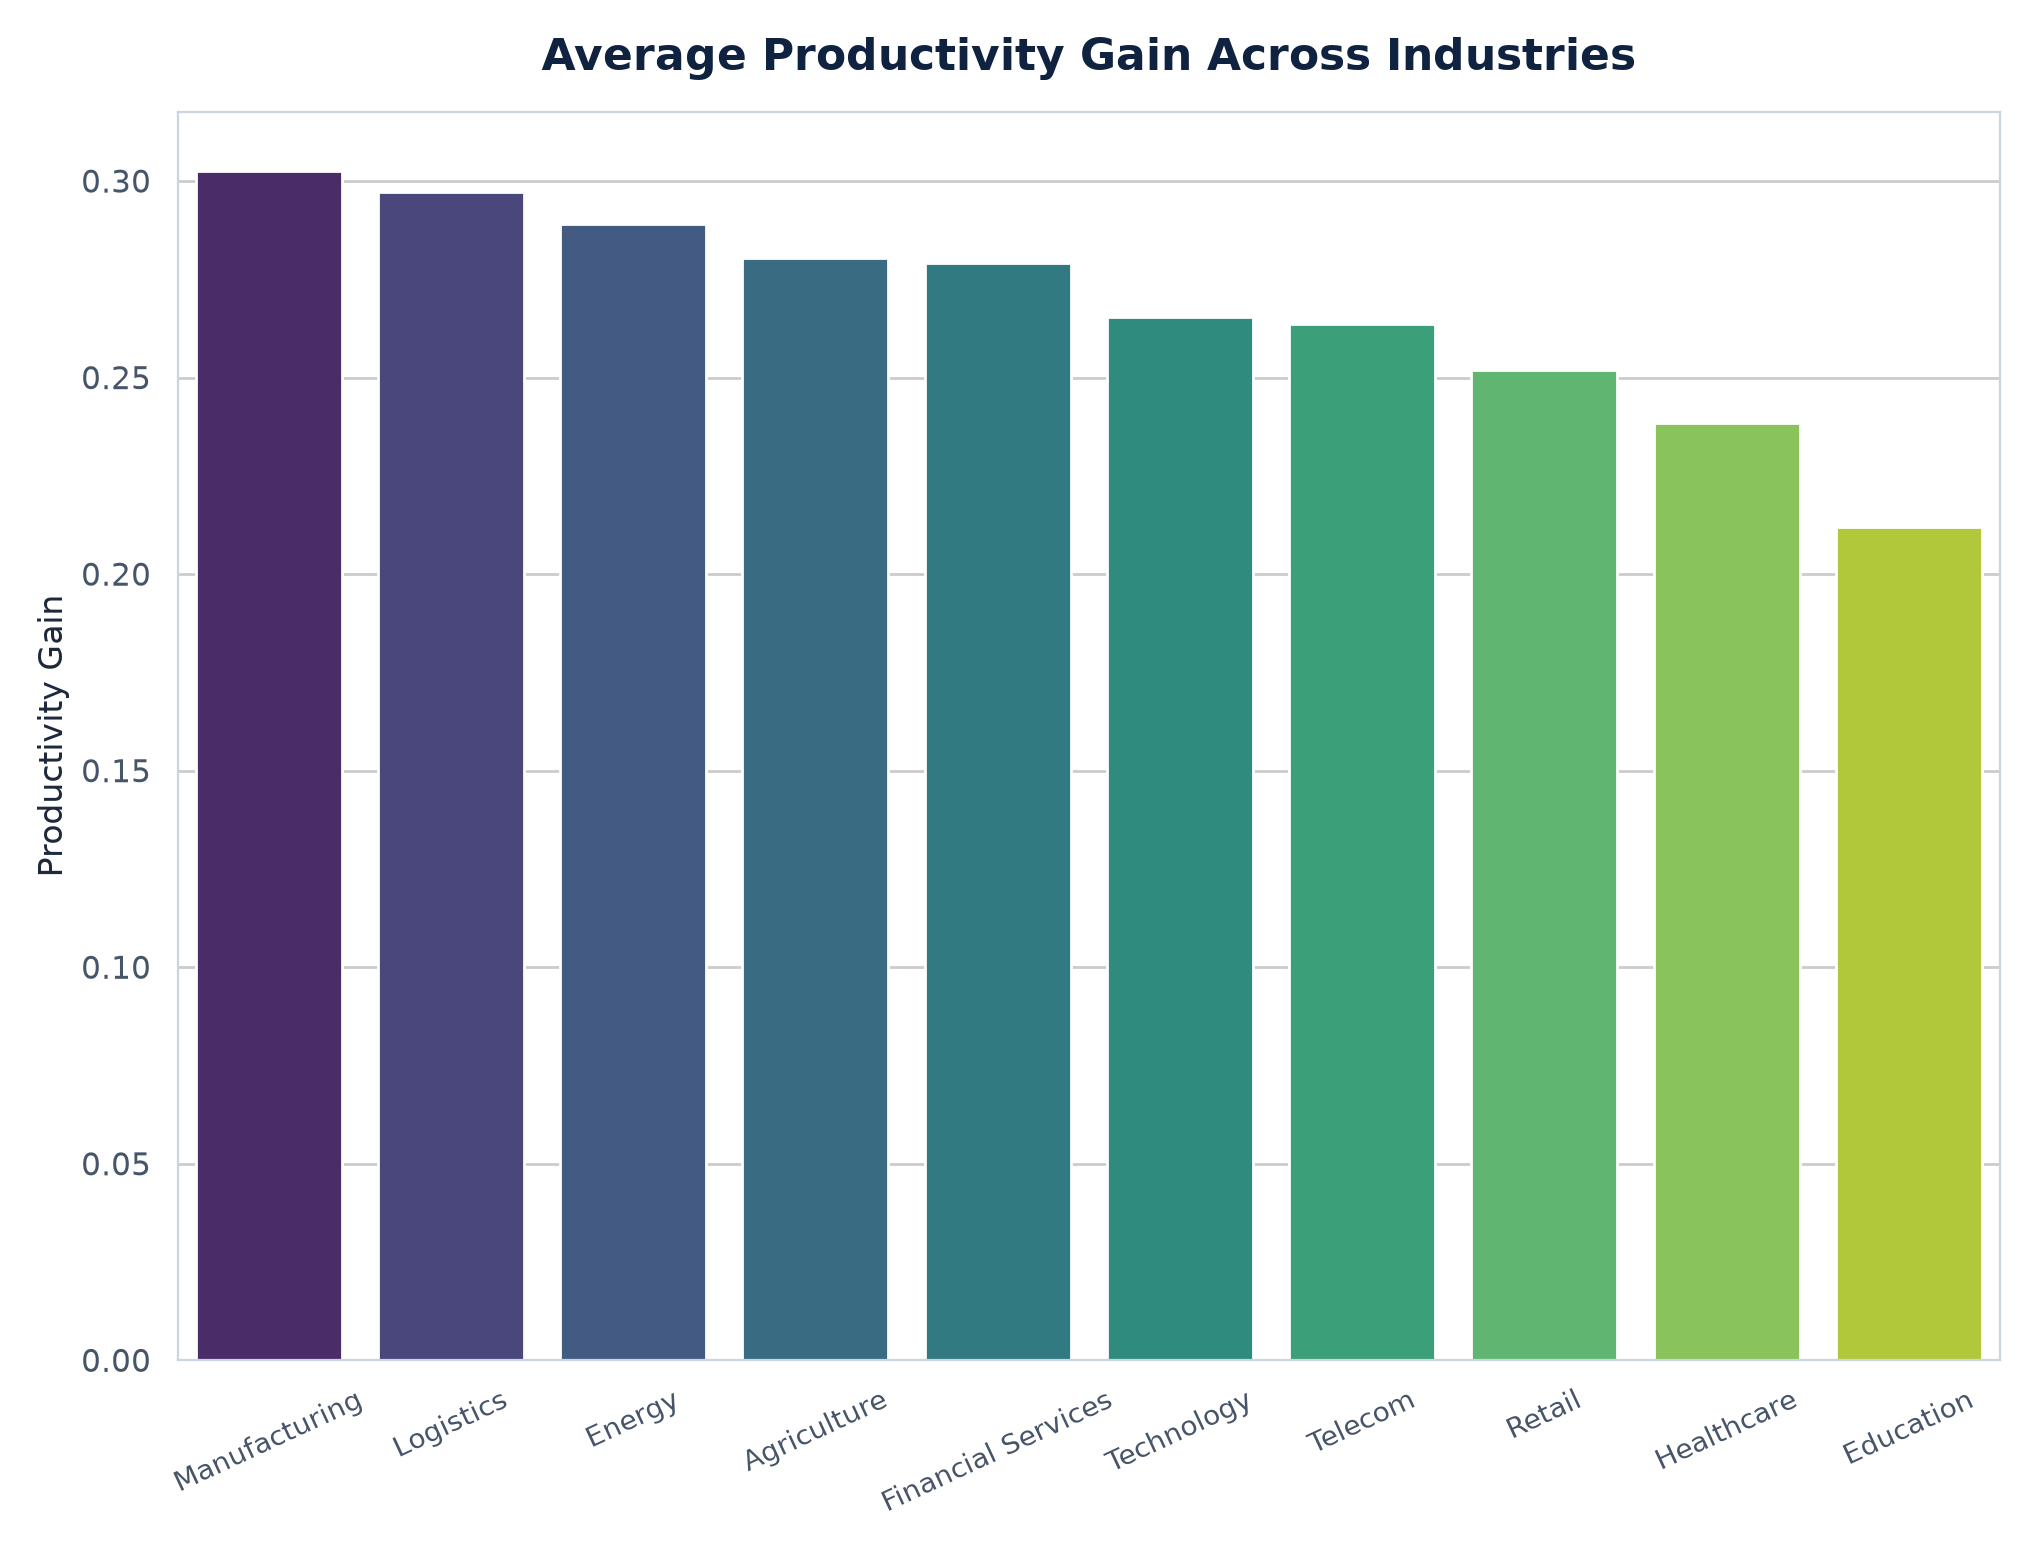 Average Productivity Gain Across Industries
Productivity Gain
0.30
0.25
0.20
0.15
0.10
0.05
0.00
Manufacturing
Logistics
Energy
Agriculture
Financial Services
Technology
Telecom
Retail
Healthcare
Education